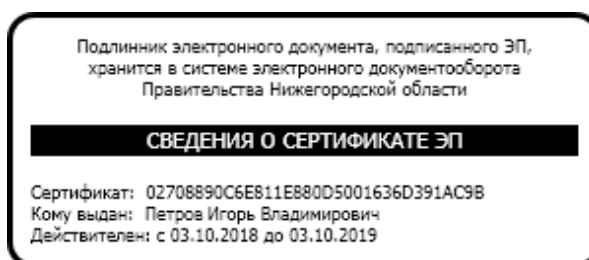 Подлинник электронного документа, подписанного ЭП,
хранится в системе электронного документооборота
Правительства Нижегородской области
СВЕДЕНИЯ О СЕРТИФИКАТЕ ЭП
Сертификат: 02708890C6E811E880D5001636D391AC9B
Кому выдан: Петров Игорь Владимирович
Действителен: с 03.10.2018 до 03.10.2019